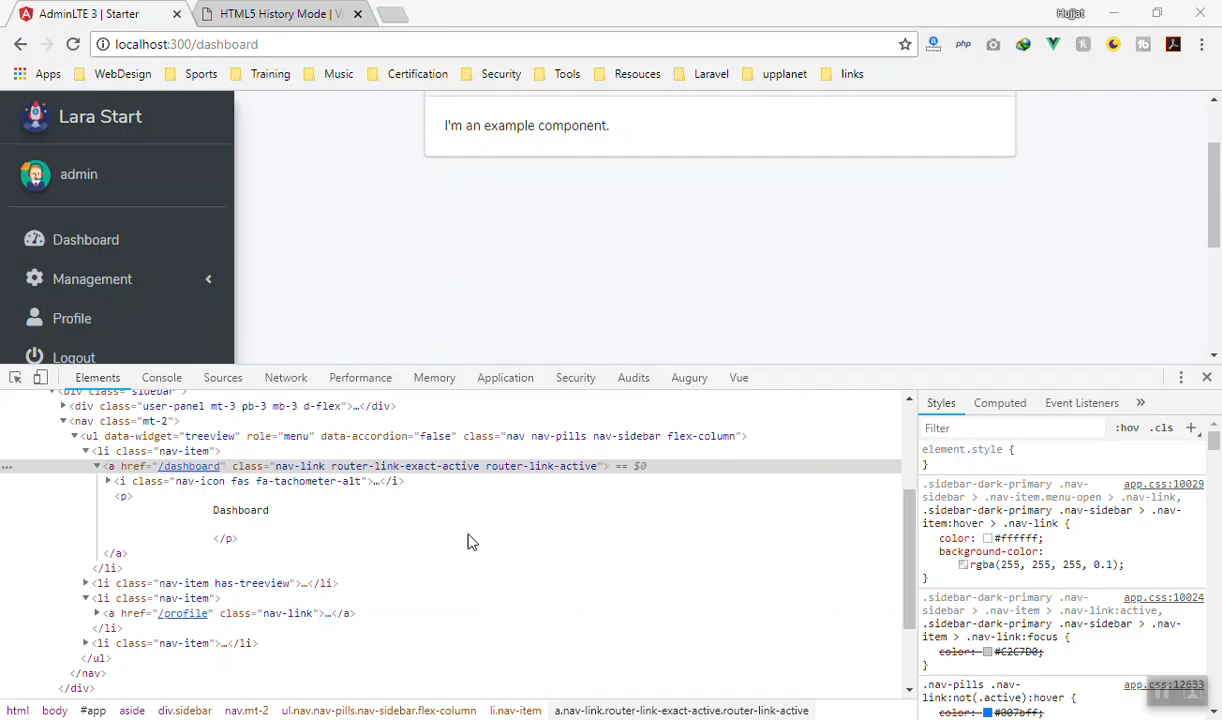 AdminLTE 3 | Starter
HTML5 History Mode | V
Hujjat
localhost:300/dashboard
php
fb
Apps WebDesign Sports Training Music Certification Security Tools Resouces Laravel upplanet links
Lara Start
admin
Dashboard
Management
Profile
Logout
I'm an example component.
Elements Console Sources Network Performance Memory Application Security Audits Augury Vue
<div class="sidebar">
<div class="user-panel mt-3 pb-3 mb-3 d-flex">…</div>
<nav class="mt-2">
<ul data-widget="treeview" role="menu" data-accordion="false" class="nav nav-pills nav-sidebar flex-column">
<li class="nav-item">
<a href="/dashboard" class="nav-link router-link-exact-active router-link-active"> == $0
<i class="nav-icon fas fa-tachometer-alt">…</i>
<p>
Dashboard
</p>
</a>
</li>
<li class="nav-item has-treeview">…</li>
<li class="nav-item">
<a href="/profile" class="nav-link">…</a>
</li>
<li class="nav-item">…</li>
</ul>
</nav>
</div>
html body #app aside div.sidebar nav.mt-2 ul.nav.nav-pills.nav-sidebar.flex-column li.nav-item a.nav-link.router-link-exact-active.router-link-active
Styles Computed Event Listeners »
Filter :hov .cls +
element.style {
}
.sidebar-dark-primary .nav- app.css:10029
sidebar > .nav-item.menu-open > .nav-link,
.sidebar-dark-primary .nav-sidebar > .nav-
item:hover > .nav-link {
color: #ffffff;
background-color:
rgba(255, 255, 255, 0.1);
}
.sidebar-dark-primary .nav- app.css:10024
sidebar > .nav-item > .nav-link:active,
.sidebar-dark-primary .nav-sidebar > .nav-
item > .nav-link:focus {
color: #C2C7D0;
}
.nav-pills .nav- app.css:12633
link:not(.active):hover {
color: #007bff;